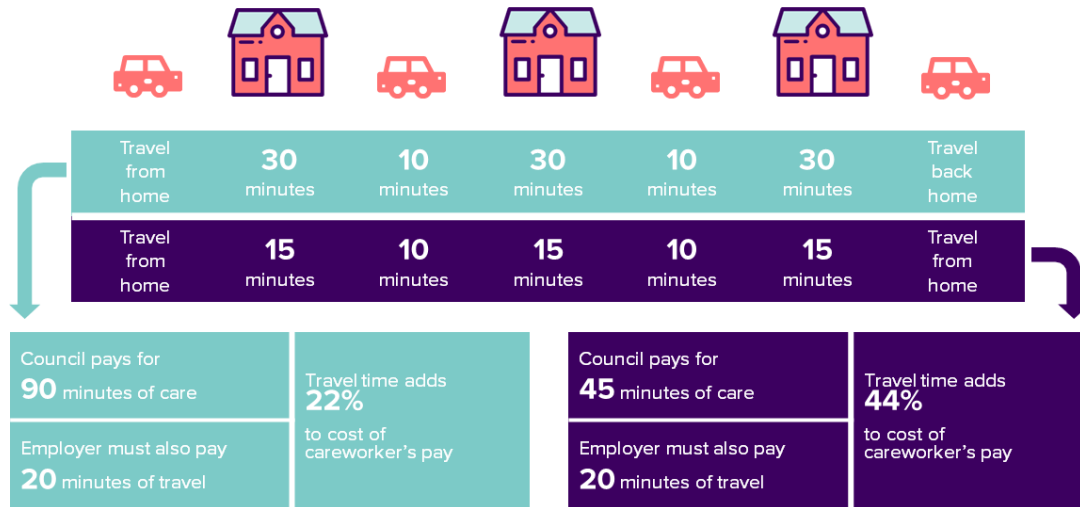 Travel
from
home
30
minutes
10
minutes
30
minutes
10
minutes
30
minutes
Travel
back
home
Travel
from
home
15
minutes
10
minutes
15
minutes
10
minutes
15
minutes
Travel
from
home
Council pays for
90 minutes of care
Employer must also pay
20 minutes of travel
Travel time adds
22%
to cost of
careworker's pay
Council pays for
45 minutes of care
Employer must also pay
20 minutes of travel
Travel time adds
44%
to cost of
careworker's pay